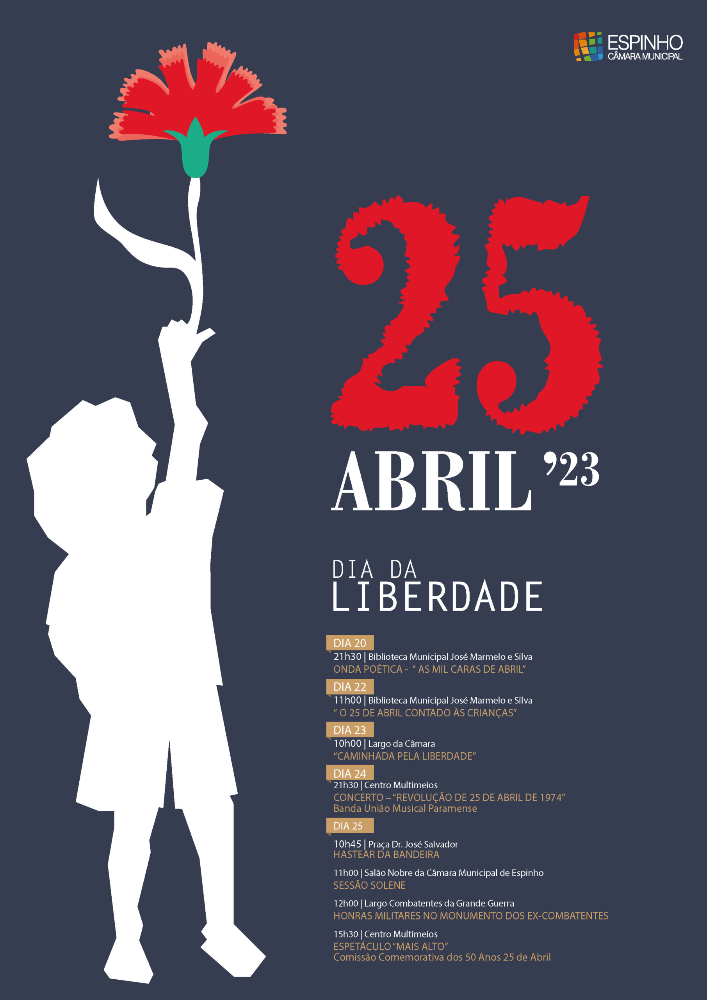 ESPINHO
CÂMARA MUNICIPAL
25
ABRIL ’23
DIA DA
LIBERDADE
DIA 20
21h30 | Biblioteca Municipal José Marmelo e Silva
ONDA POÉTICA - “ AS MIL CARAS DE ABRIL”
DIA 22
11h00 | Biblioteca Municipal José Marmelo e Silva
“ O 25 DE ABRIL CONTADO ÀS CRIANÇAS”
DIA 23
10h00 | Largo da Câmara
“CAMINHADA PELA LIBERDADE”
DIA 24
21h30 | Centro Multimeios
CONCERTO – “REVOLUÇÃO DE 25 DE ABRIL DE 1974”
Banda União Musical Paramense
DIA 25
10h45 | Praça Dr. José Salvador
HASTEAR DA BANDEIRA
11h00 | Salão Nobre da Câmara Municipal de Espinho
SESSÃO SOLENE
12h00 | Largo Combatentes da Grande Guerra
HONRAS MILITARES NO MONUMENTO DOS EX-COMBATENTES
15h30 | Centro Multimeios
ESPETÁCULO “MAIS ALTO”
Comissão Comemorativa dos 50 Anos 25 de Abril